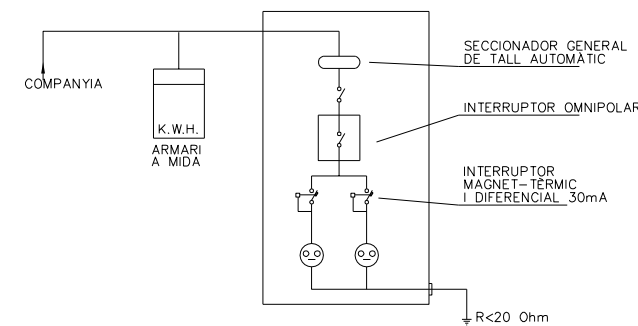 SECCIONADOR GENERAL
DE TALL AUTOMÀTIC
COMPANYIA
INTERRUPTOR OMNIPOLAR
K.W.H.
ARMARI
A MIDA
INTERRUPTOR
MAGNET-TÈRMIC
I DIFERENCIAL 30mA
R<20 Ohm